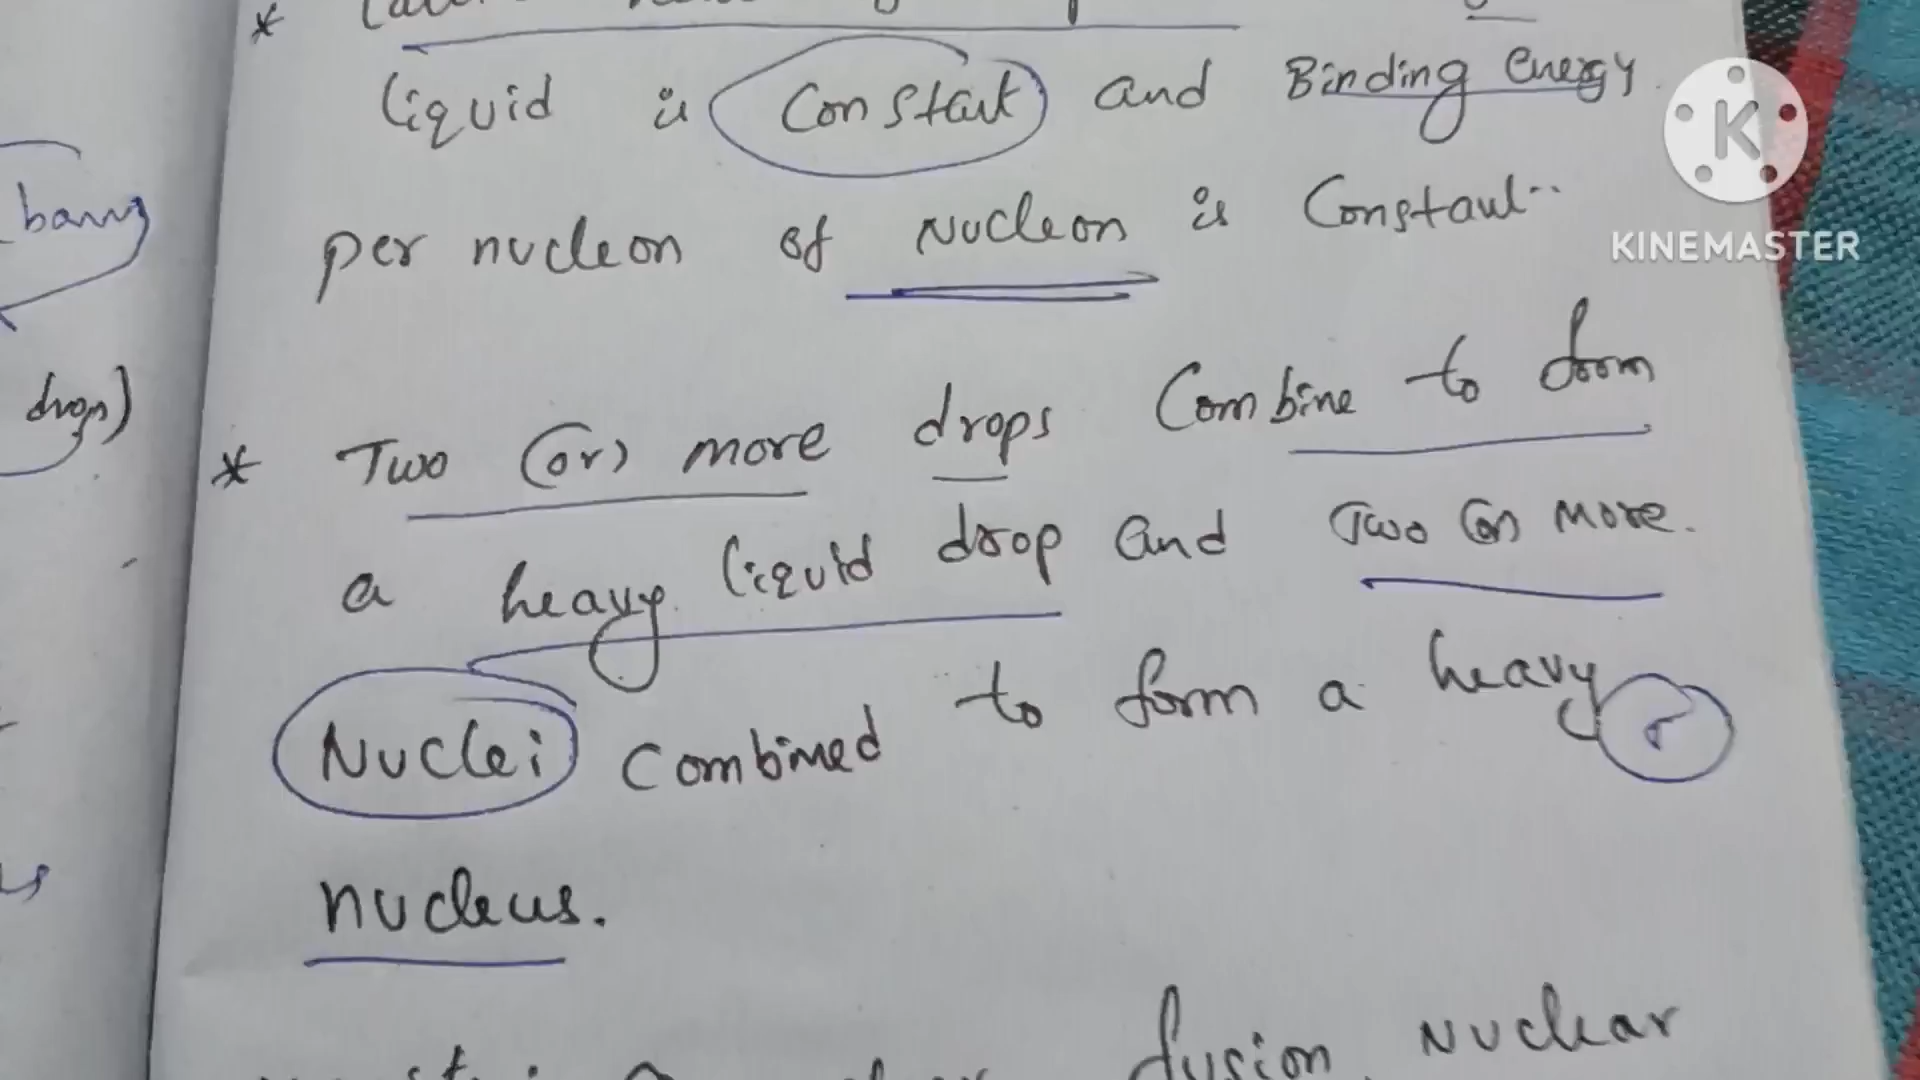 *
liquid is Constant and Binding energy
per nucleon of Nucleon is Constant..
* Two (or) more drops Combine to form
a heavy liquid drop and Two (or) more.
Nuclei combined to form a heavy
nucleus.
fusion, Nuclear
drops)
KINEMASTER